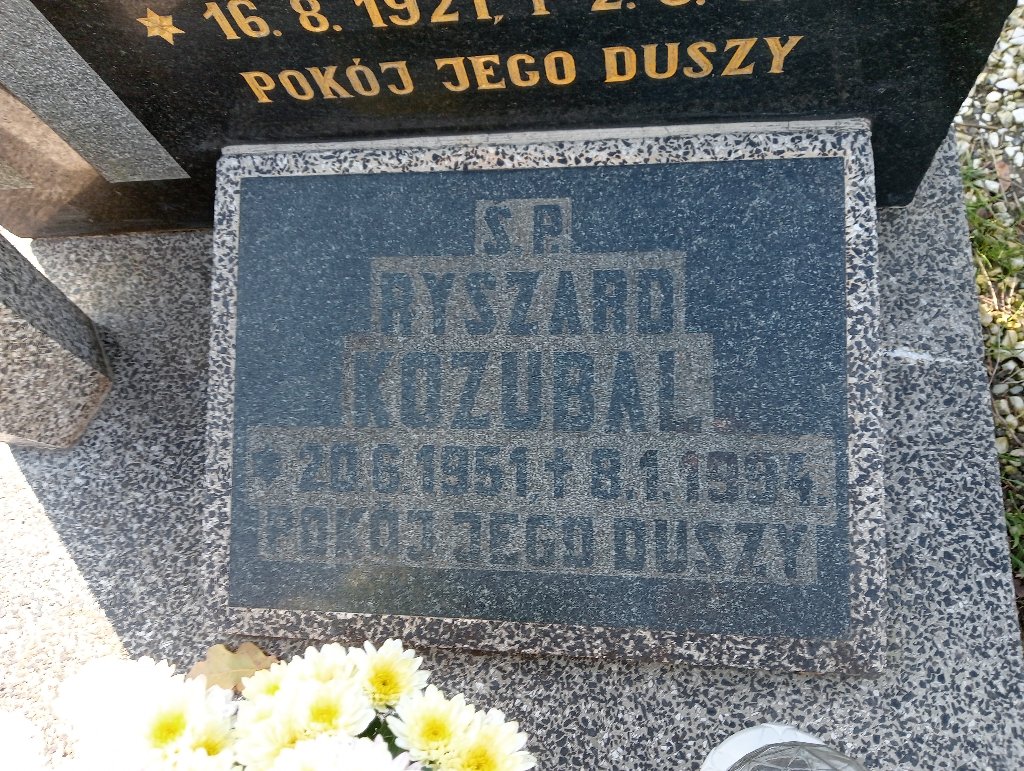 16.8.1921,
POKÓJ JEGO DUSZY
Ś.P.
RYSZARD
KOZUBAL
* 20.6.1951, † 8.1.1994.
POKÓJ JEGO DUSZY